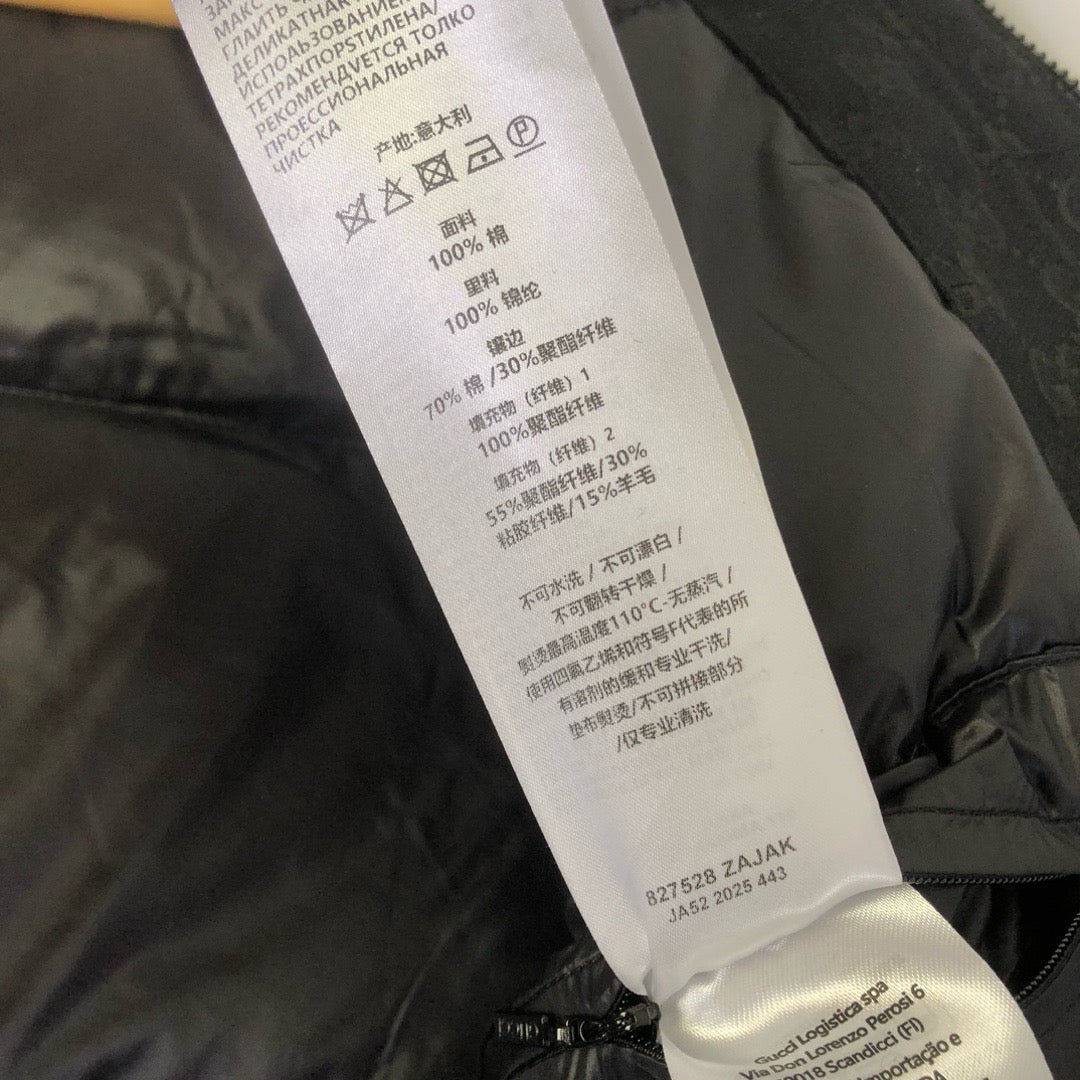 МАКС
ГЛАИТЬ
ДЕЛИКАТНАЯ
ИСПОАЬЗОВАНИЕМ
ТЕТРАХПОРSТИЛЕНА/
РЕКОМЕНДУЕТСЯ ТОЛКО
ПРОЕССИОНАЛЬНАЯ
ЧИСТКА
产地:意大利
P
面料
100% 棉
里料
100% 锦纶
镶边
70% 棉 /30%聚酯纤维
填充物（纤维）1
100%聚酯纤维
填充物（纤维）2
55%聚酯纤维/30%
粘胶纤维/15%羊毛
不可水洗 / 不可漂白 /
不可翻转干燥 /
熨烫最高温度110°C-无蒸汽 /
使用四氯乙烯和符号F代表的所
有溶剂的缓和专业干洗/
垫布熨烫/不可拼接部分
/仅专业清洗
827528 ZAJAK
JA52 2025 443
Gucci Logistica spa
Via Don Lorenzo Perosi 6
0018 Scandicci (FI)
importação e